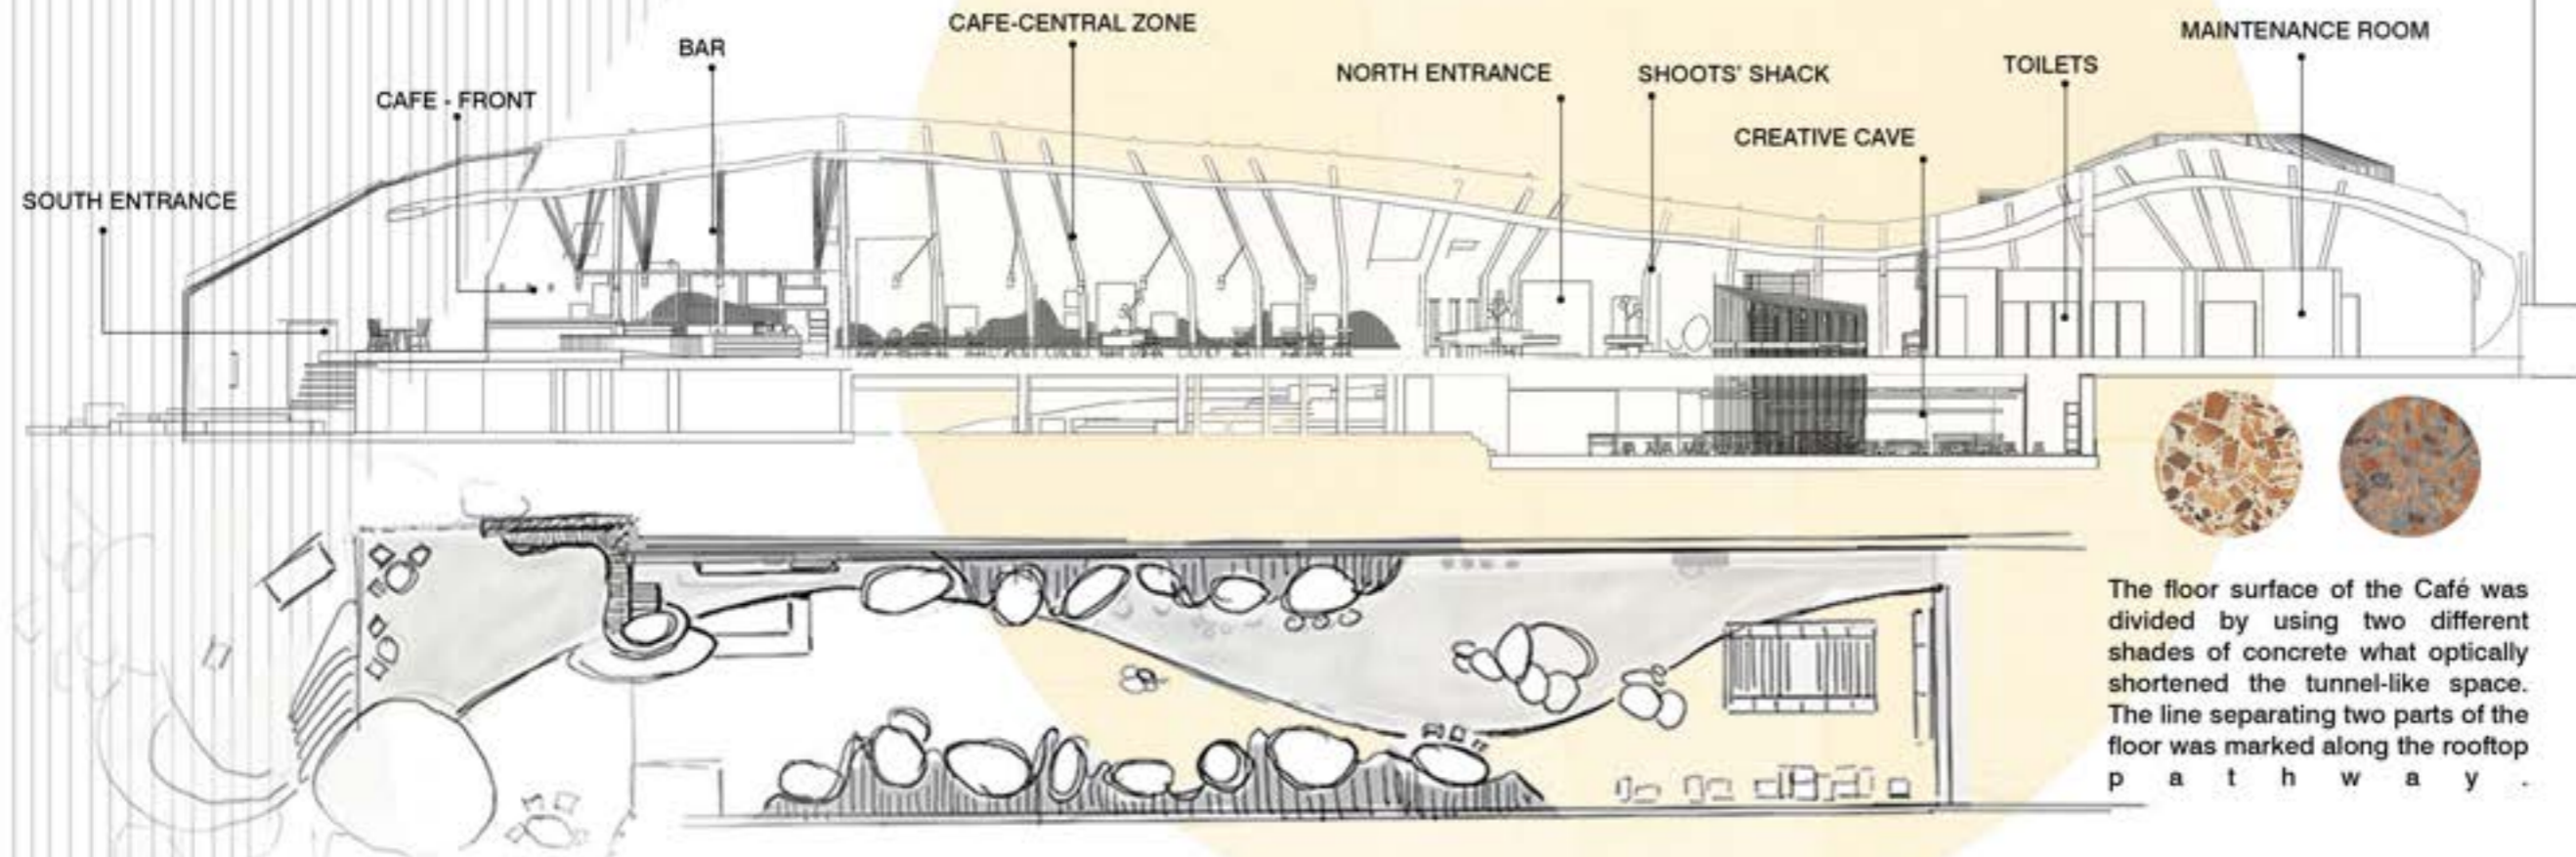 CAFE-CENTRAL ZONE
MAINTENANCE ROOM
BAR
TOILETS
NORTH ENTRANCE
SHOOTS' SHACK
CAFE - FRONT
CREATIVE CAVE
SOUTH ENTRANCE
The floor surface of the Café was
divided by using two different
shades of concrete what optically
shortened the tunnel-like space.
The line separating two parts of the
floor was marked along the rooftop
p a t h w a y .